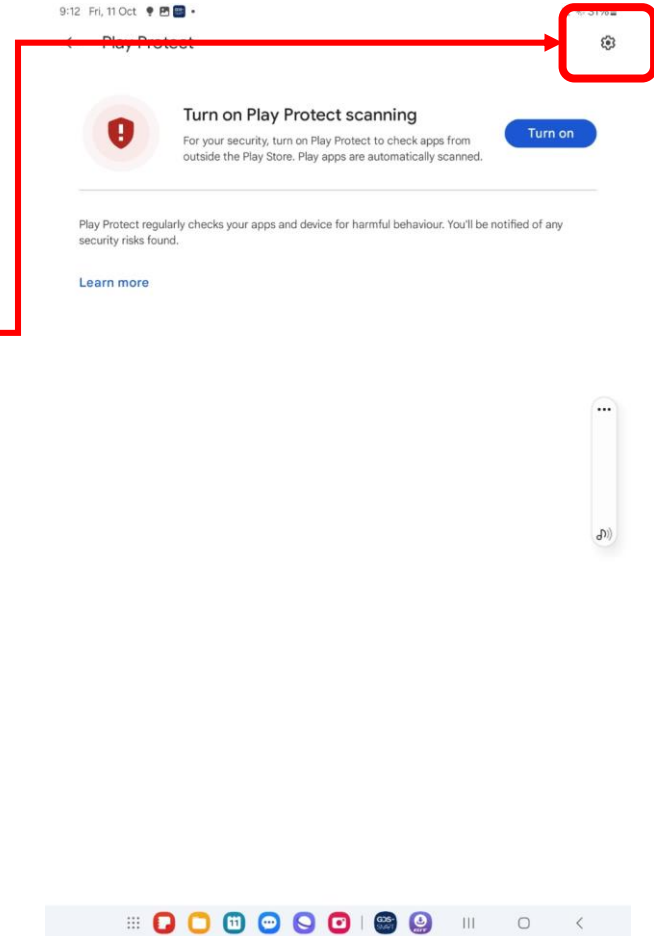 9:12 Fri, 11 Oct
Play Protect
Turn on Play Protect scanning
For your security, turn on Play Protect to check apps from
outside the Play Store. Play apps are automatically scanned.
Turn on
Play Protect regularly checks your apps and device for harmful behaviour. You'll be notified of any
security risks found.
Learn more
11